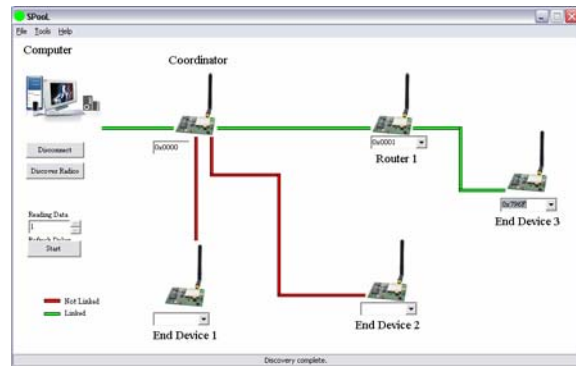 SPooL
File Tools Help
Computer
Coordinator
0x0000
0x0001
Router 1
Disconnect
Discover Radios
0x796F
End Device 3
Reading Data
1
Start
Not Linked
Linked
End Device 1
End Device 2
Discovery complete.